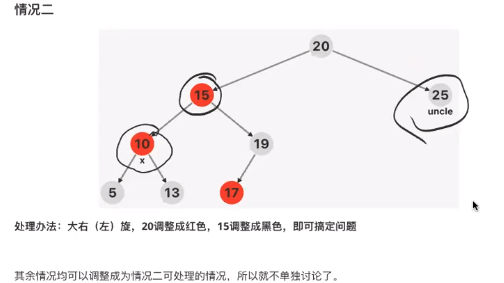 情况二
20
15
25
uncle
10
x
19
5
13
17
处理办法：大右（左）旋，20调整成红色，15调整成黑色，即可搞定问题
其余情况均可以调整成为情况二可处理的情况，所以就不单独讨论了。